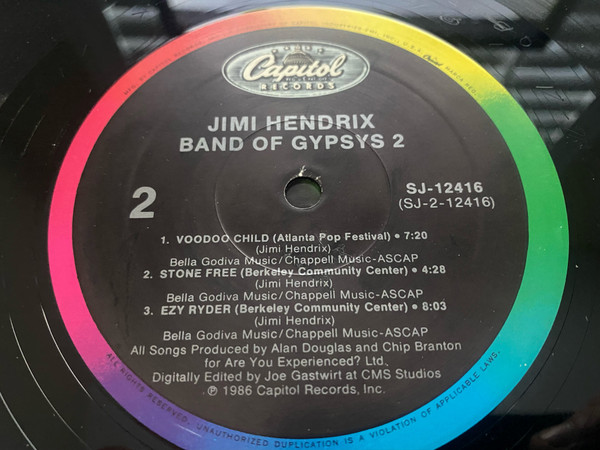 Capitol
RECORDS
JIMI HENDRIX
BAND OF GYPSYS 2
2
SJ-12416
(SJ-2-12416)
1. VOODOO CHILD (Atlanta Pop Festival) • 7:20
(Jimi Hendrix)
Bella Godiva Music/Chappell Music-ASCAP
2. STONE FREE (Berkeley Community Center) • 4:28
(Jimi Hendrix)
Bella Godiva Music/Chappell Music-ASCAP
3. EZY RYDER (Berkeley Community Center) • 8:03
(Jimi Hendrix)
Bella Godiva Music/Chappell Music-ASCAP
All Songs Produced by Alan Douglas and Chip Branton
for Are You Experienced? Ltd.
Digitally Edited by Joe Gastwirt at CMS Studios
℗ 1986 Capitol Records, Inc.
ALL RIGHTS RESERVED. UNAUTHORIZED DUPLICATION IS A VIOLATION OF APPLICABLE LAWS.